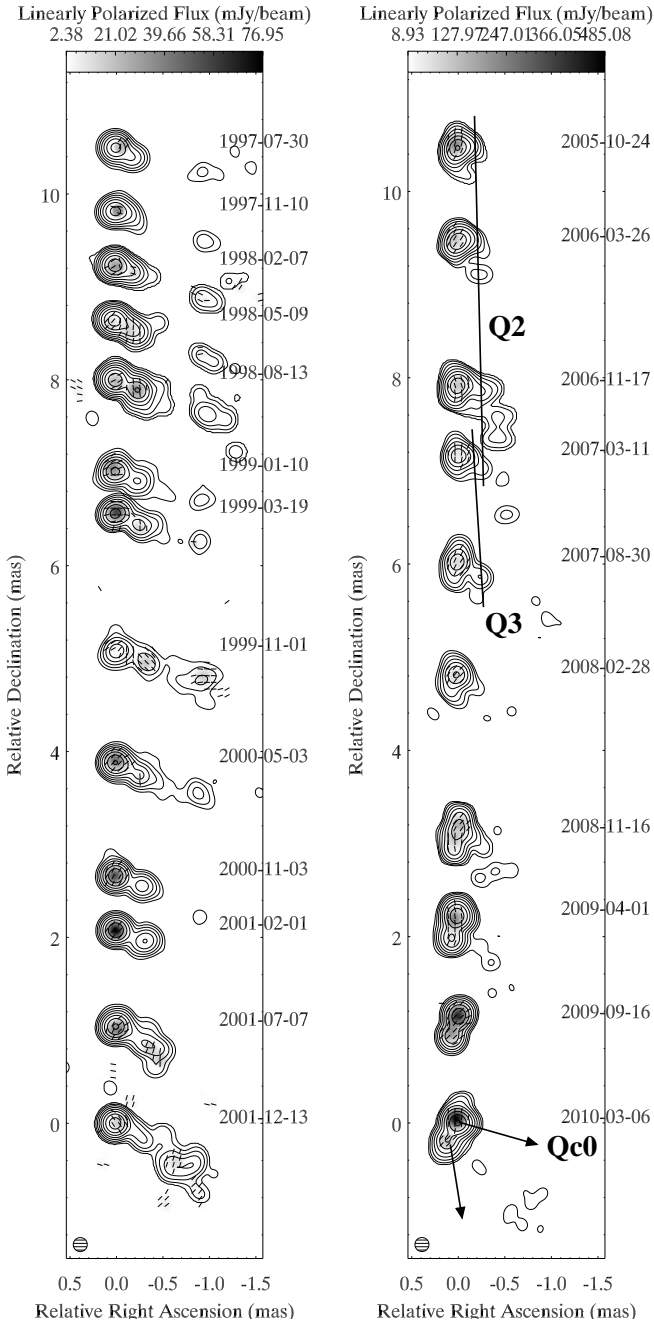 Linearly Polarized Flux (mJy/beam)
2.38 21.02 39.66 58.31 76.95
1997-07-30
10
1997-11-10
1998-02-07
1998-05-09
8
1998-08-13
1999-01-10
1999-03-19
6
1999-11-01
4
2000-05-03
2000-11-03
2
2001-02-01
2001-07-07
0
2001-12-13
0.5 0.0 -0.5 -1.0 -1.5
Relative Right Ascension (mas)
Relative Declination (mas)
Linearly Polarized Flux (mJy/beam)
8.93 127.97 247.01 366.05 485.08
2005-10-24
10
2006-03-26
Q2
8
2006-11-17
2007-03-11
6
2007-08-30
Q3
2008-02-28
4
2008-11-16
2009-04-01
2
2009-09-16
0
2010-03-06
Qc0
0.5 0.0 -0.5 -1.0 -1.5
Relative Right Ascension (mas)
Relative Declination (mas)